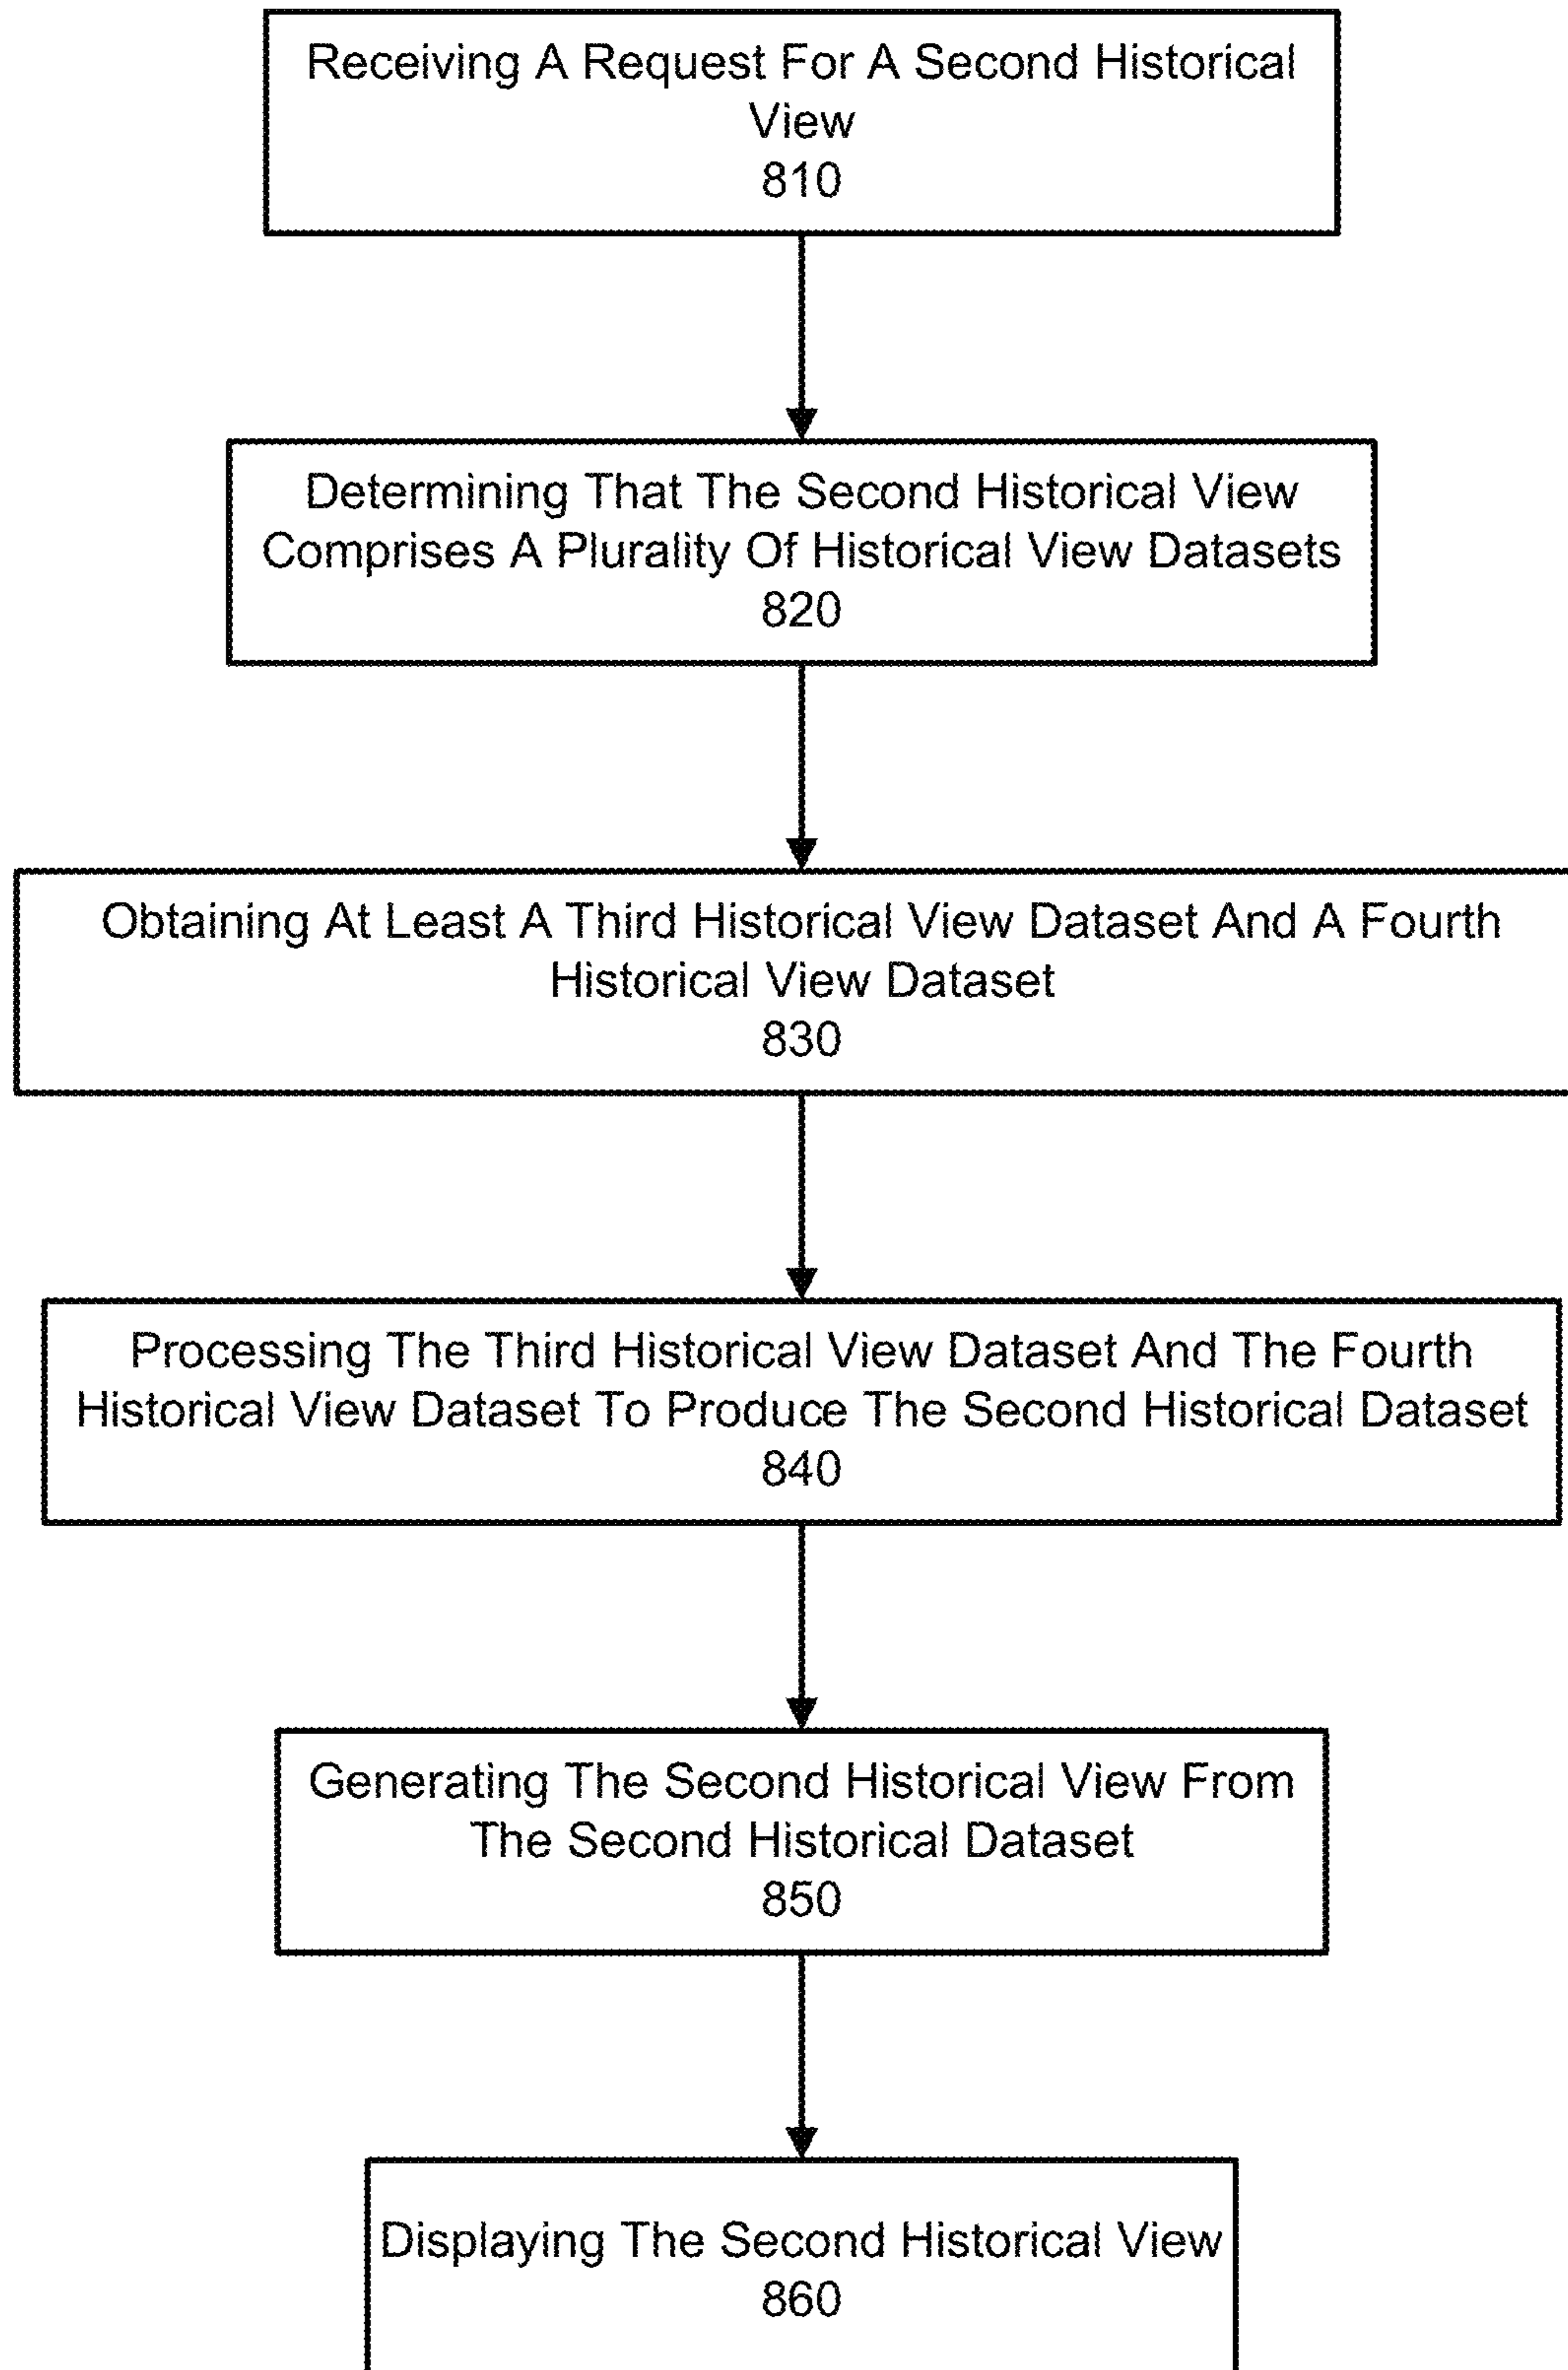 Receiving A Request For A Second Historical
View
810
Determining That The Second Historical View
Comprises A Plurality Of Historical View Datasets
820
Obtaining At Least A Third Historical View Dataset And A Fourth
Historical View Dataset
830
Processing The Third Historical View Dataset And The Fourth
Historical View Dataset To Produce The Second Historical Dataset
840
Generating The Second Historical View From
The Second Historical Dataset
850
Displaying The Second Historical View
860